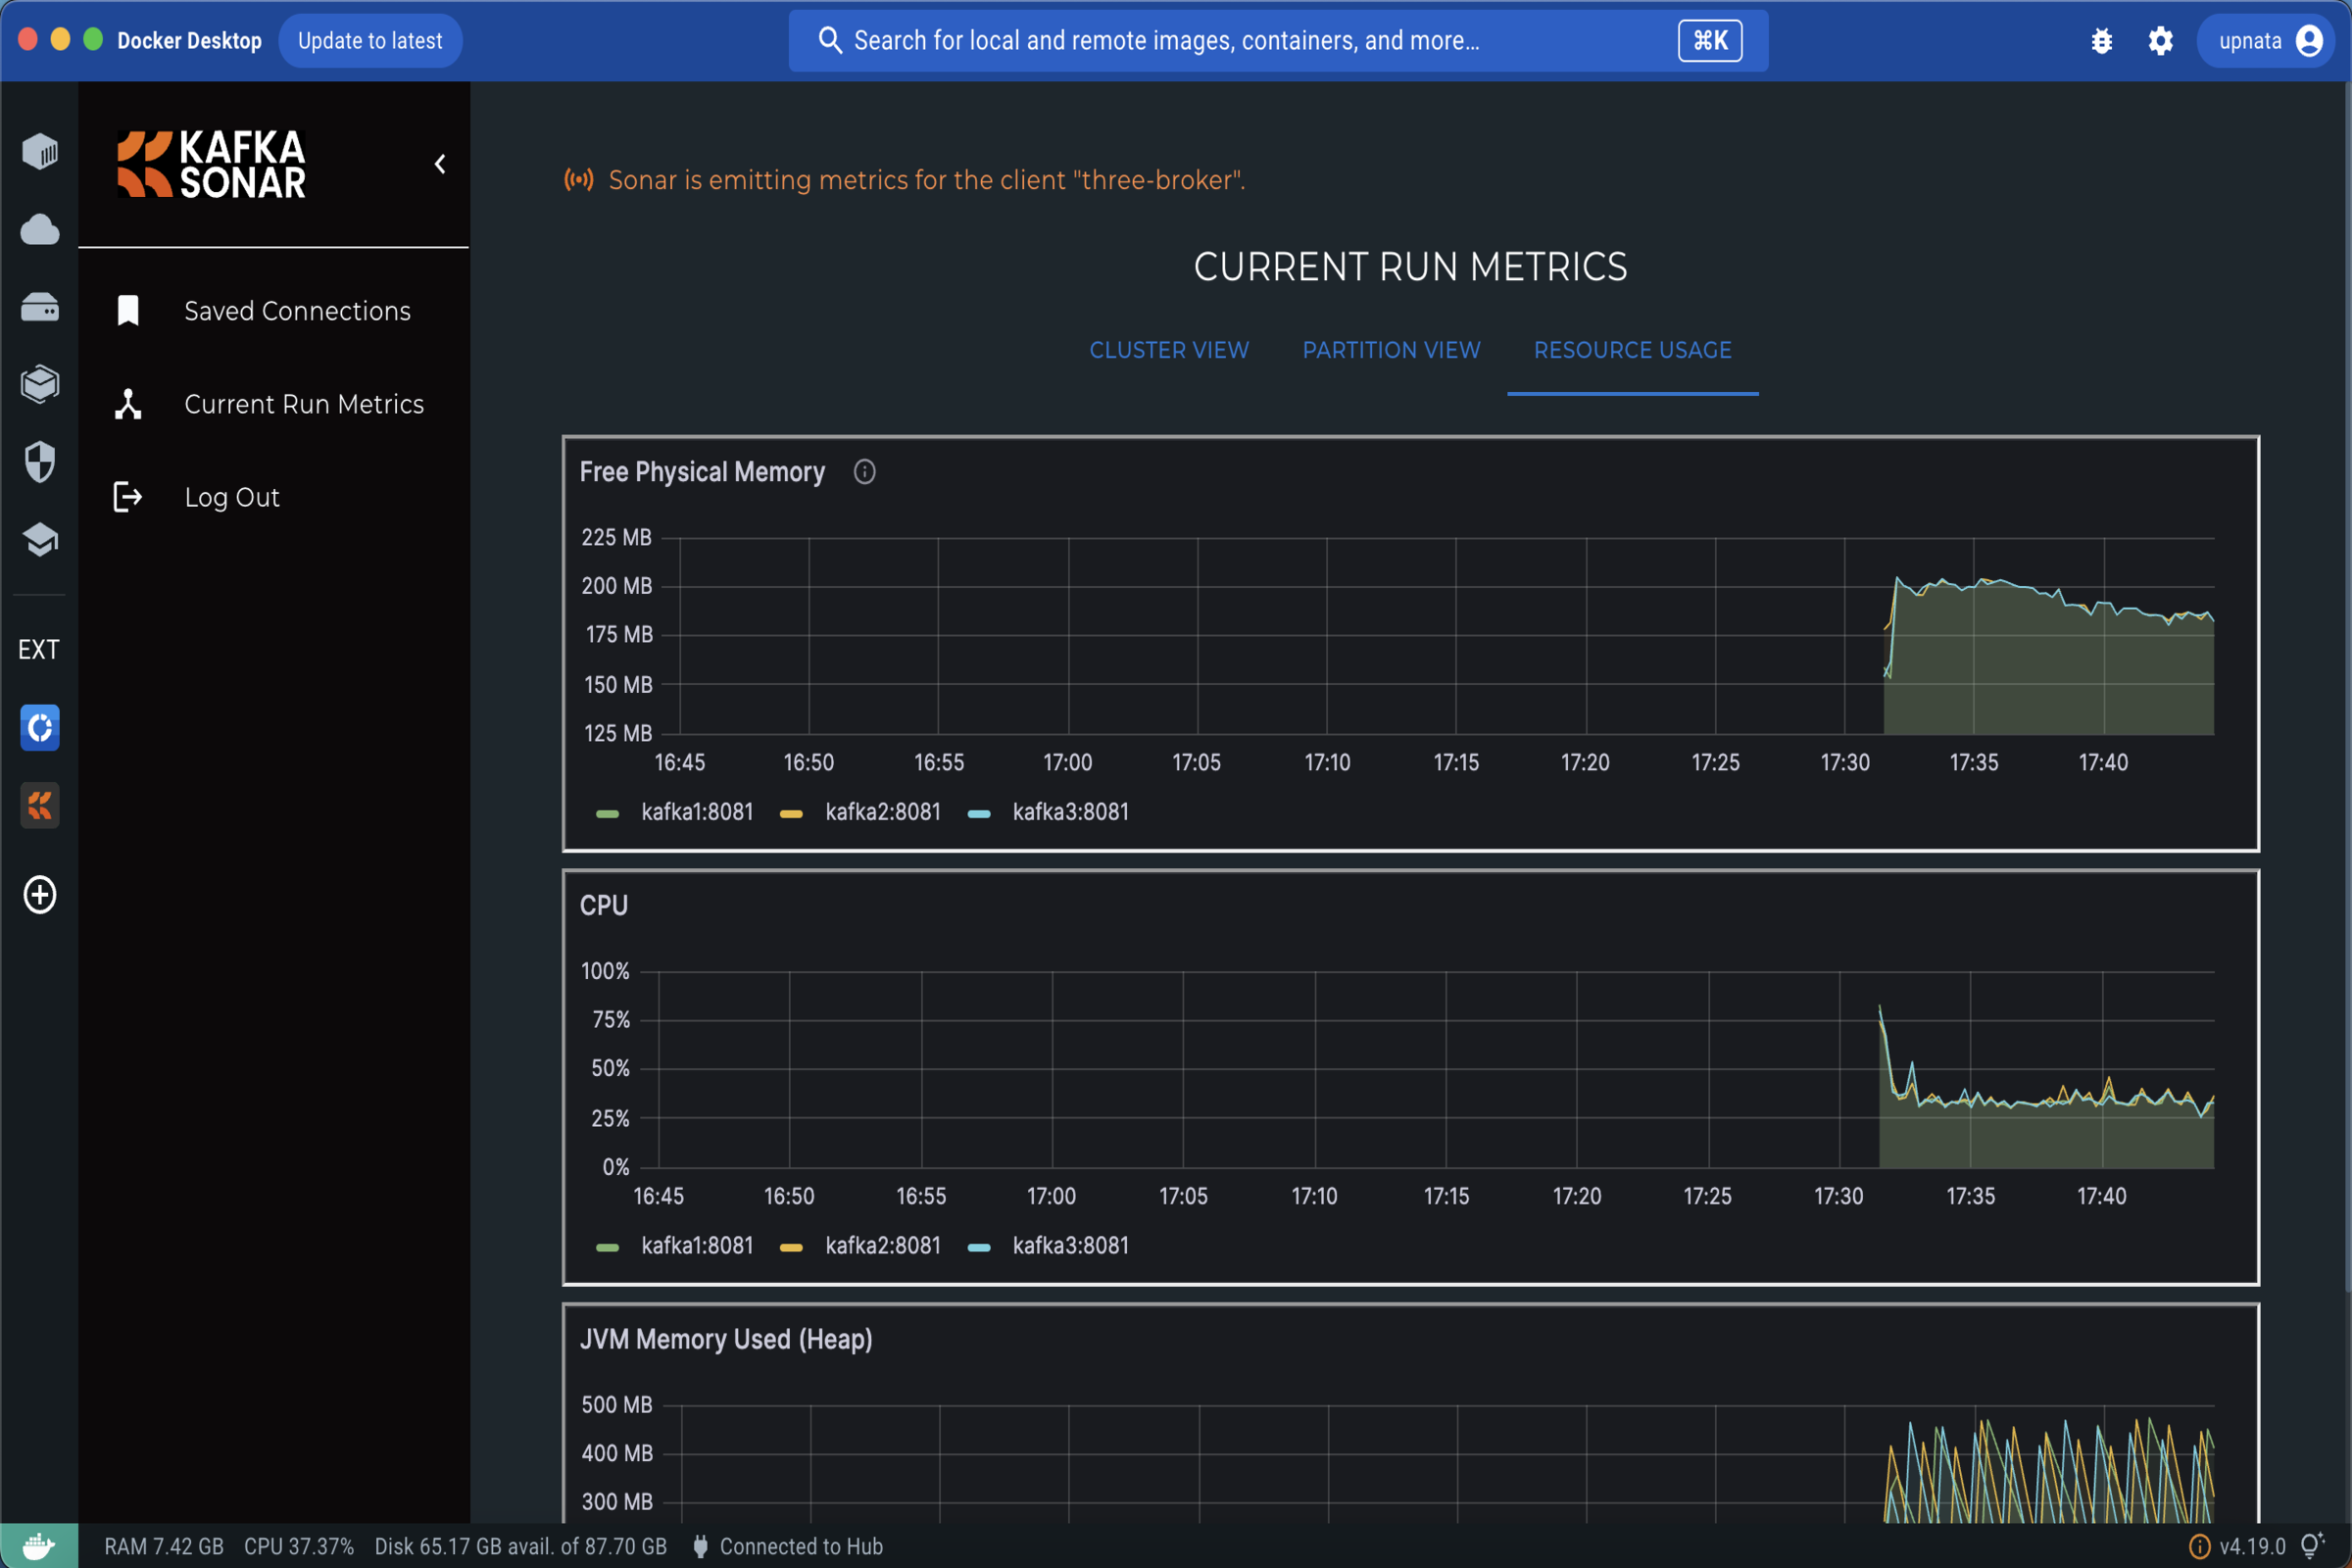 Docker Desktop
Update to latest
Search for local and remote images, containers, and more...
⌘K
upnata
KAFKA
SONAR
Saved Connections
Current Run Metrics
Log Out
EXT
Sonar is emitting metrics for the client "three-broker".
CURRENT RUN METRICS
CLUSTER VIEW PARTITION VIEW RESOURCE USAGE
Free Physical Memory
225 MB
200 MB
175 MB
150 MB
125 MB
16:45 16:50 16:55 17:00 17:05 17:10 17:15 17:20 17:25 17:30 17:35 17:40
kafka1:8081 kafka2:8081 kafka3:8081
CPU
100%
75%
50%
25%
0%
16:45 16:50 16:55 17:00 17:05 17:10 17:15 17:20 17:25 17:30 17:35 17:40
kafka1:8081 kafka2:8081 kafka3:8081
JVM Memory Used (Heap)
500 MB
400 MB
300 MB
RAM 7.42 GB CPU 37.37% Disk 65.17 GB avail. of 87.70 GB Connected to Hub
v4.19.0